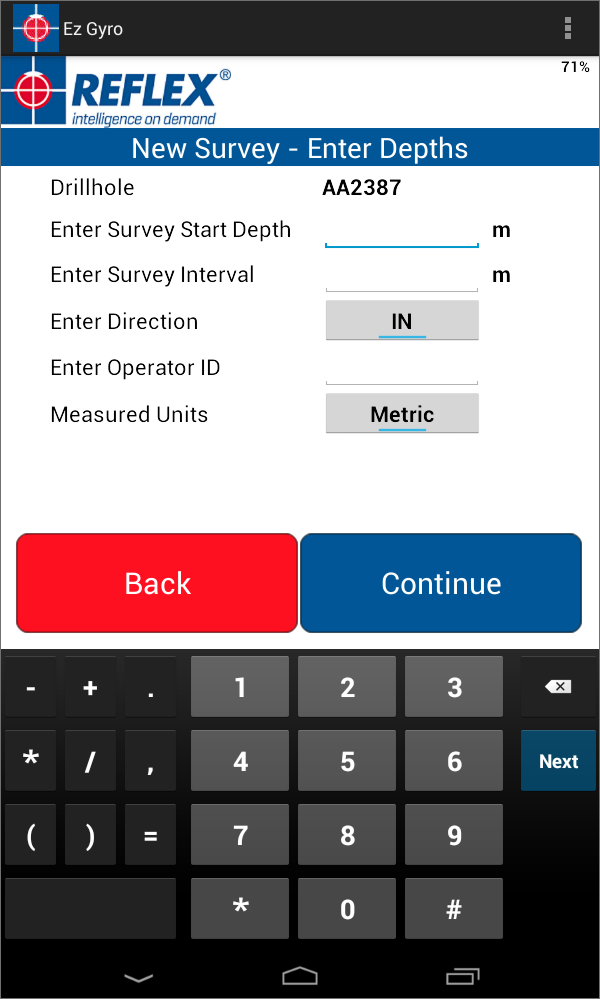 Ez Gyro
71%
REFLEX®
intelligence on demand
New Survey - Enter Depths
Drillhole AA2387
Enter Survey Start Depth m
Enter Survey Interval m
Enter Direction IN
Enter Operator ID
Measured Units Metric
Back Continue
- + . 1 2 3
* / , 4 5 6 Next
( ) = 7 8 9
* 0 #